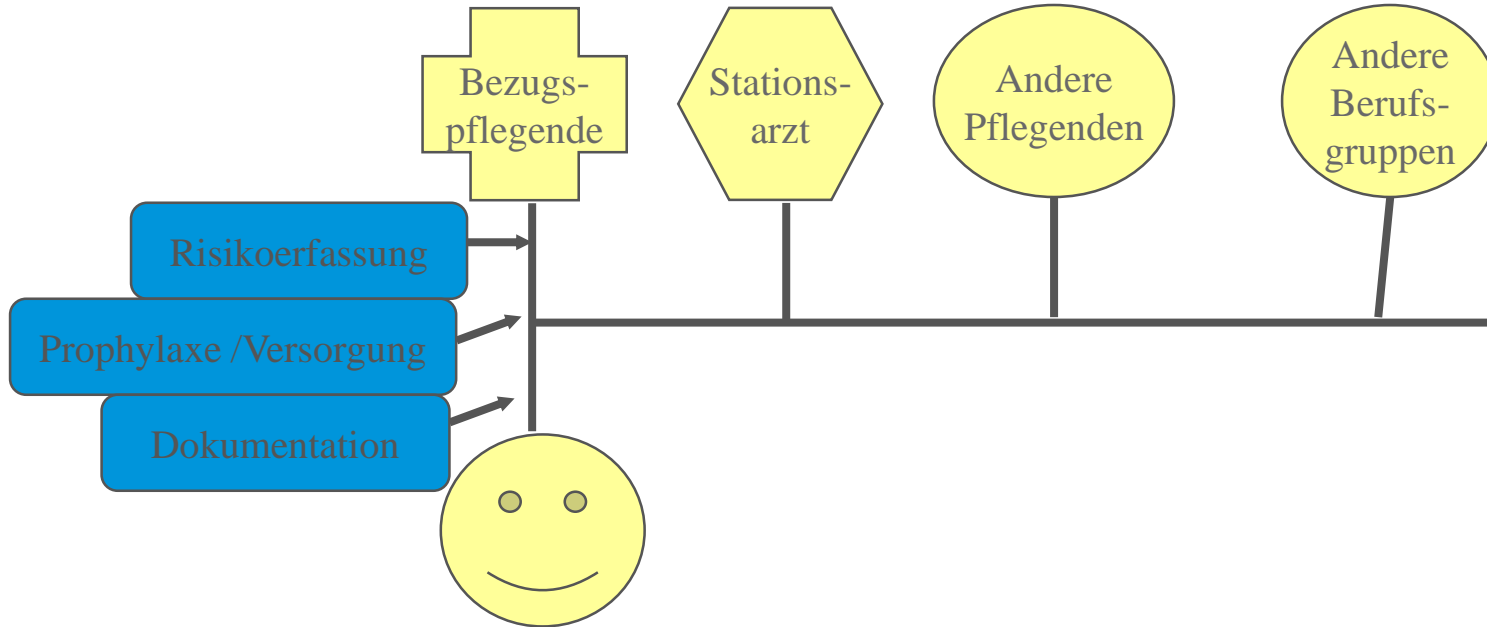 Bezugs-
pflegende
Stations-
arzt
Andere
Pflegenden
Andere
Berufs-
gruppen
Risikoerfassung
Prophylaxe /Versorgung
Dokumentation